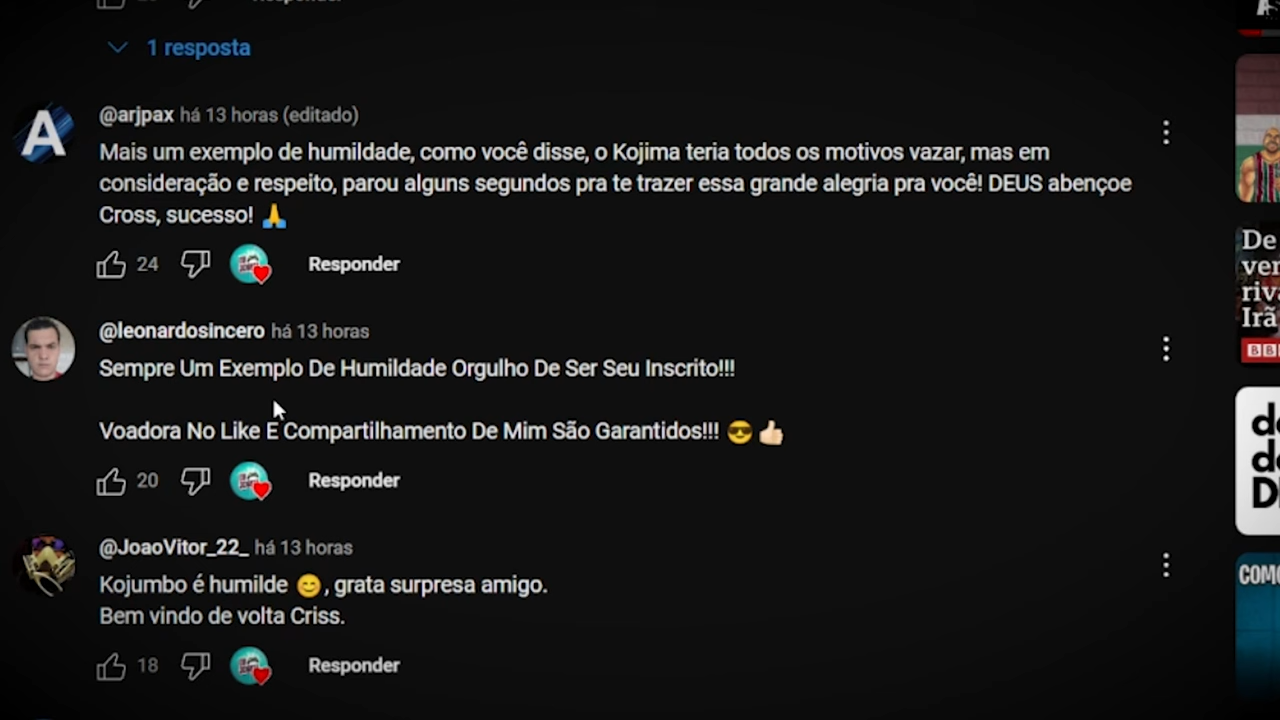 1 resposta
@arjpax há 13 horas (editado)
Mais um exemplo de humildade, como você disse, o Kojima teria todos os motivos vazar, mas em
consideração e respeito, parou alguns segundos pra te trazer essa grande alegria pra você! DEUS abençoe
Cross, sucesso! 🙏
24 Responder
@leonardosincero há 13 horas
Sempre Um Exemplo De Humildade Orgulho De Ser Seu Inscrito!!!
Voadora No Like E Compartilhamento De Mim São Garantidos!!! 😎 👍🏻
20 Responder
@JoaoVitor_22_ há 13 horas
Kojumbo é humilde 😊, grata surpresa amigo.
Bem vindo de volta Criss.
18 Responder
De
Irã
BB